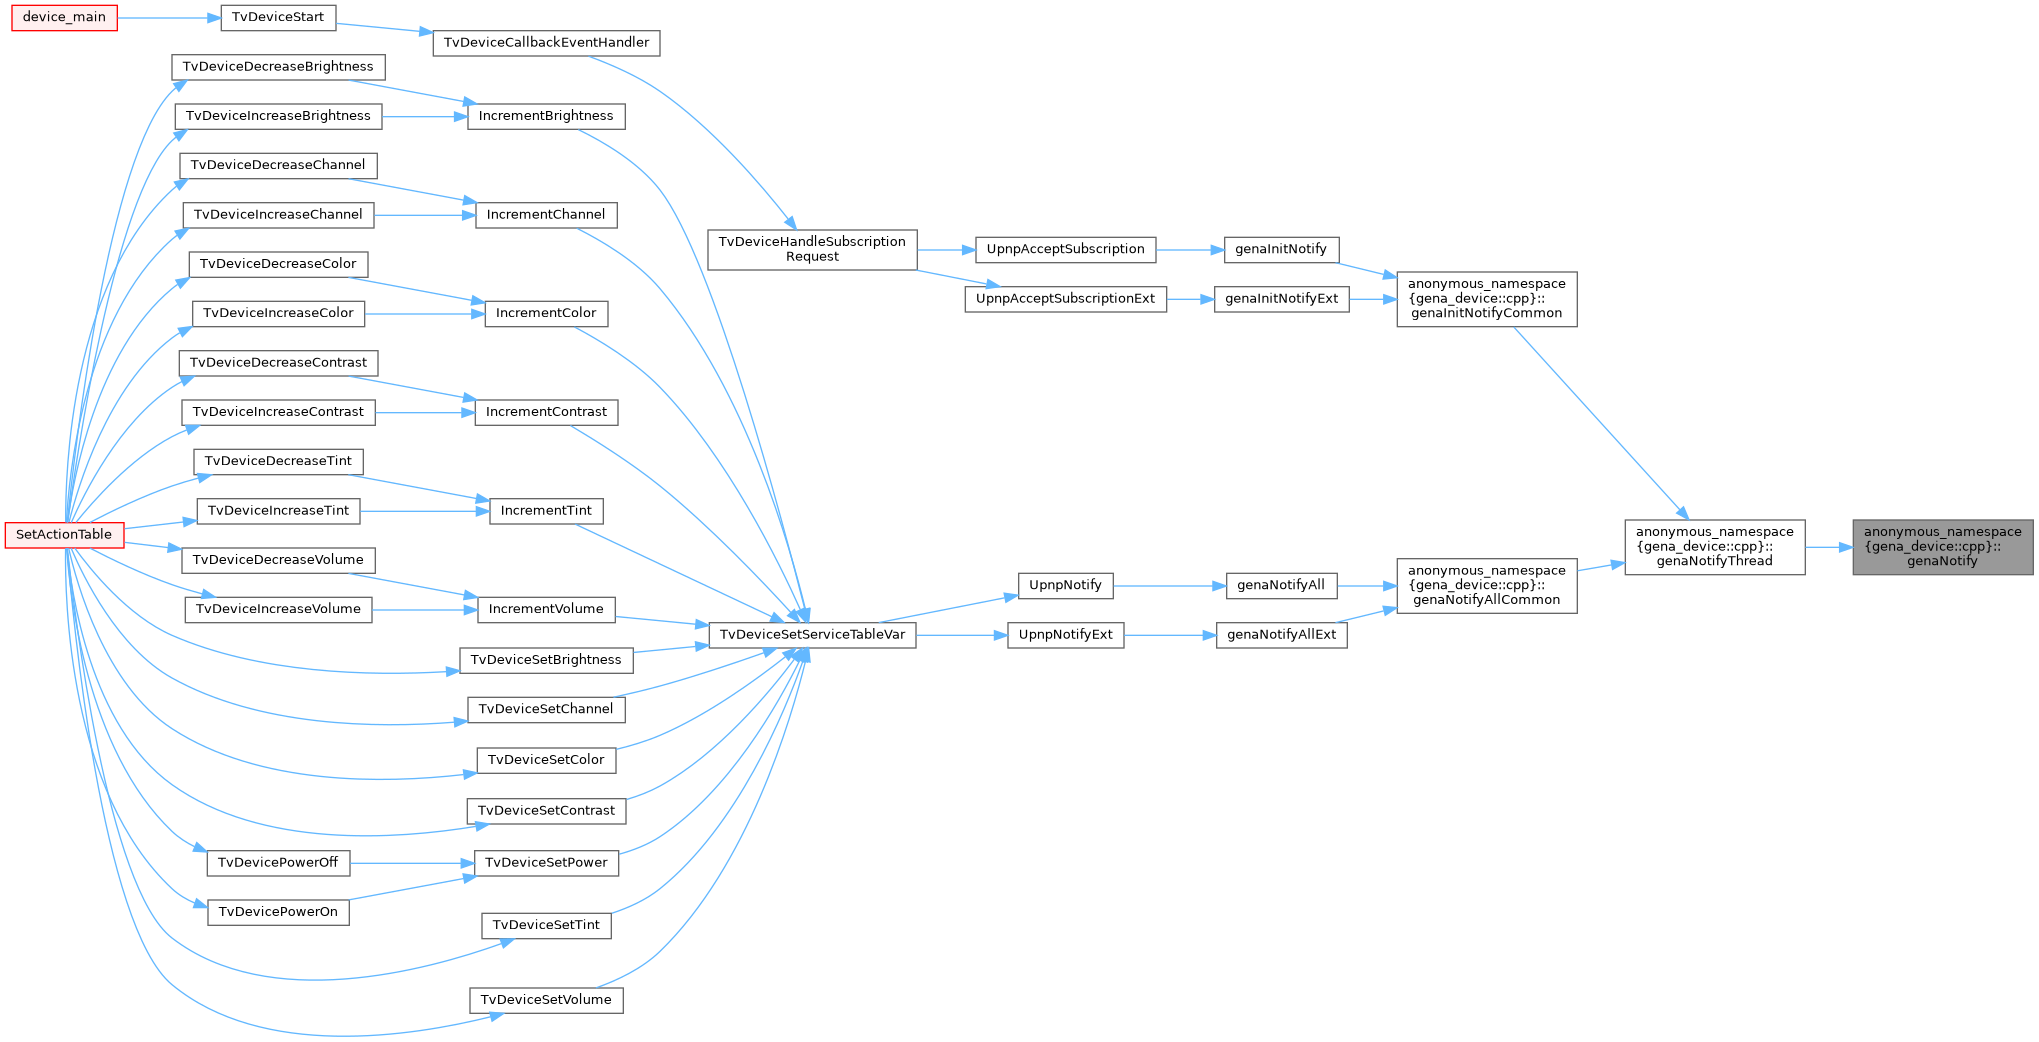 device_main
TvDeviceStart
TvDeviceCallbackEventHandler
TvDeviceDecreaseBrightness
TvDeviceIncreaseBrightness
IncrementBrightness
TvDeviceDecreaseChannel
TvDeviceIncreaseChannel
IncrementChannel
TvDeviceHandleSubscription
Request
UpnpAcceptSubscription
genaInitNotify
TvDeviceDecreaseColor
UpnpAcceptSubscriptionExt
genaInitNotifyExt
anonymous_namespace
{gena_device::cpp}::
genaInitNotifyCommon
TvDeviceIncreaseColor
IncrementColor
TvDeviceDecreaseContrast
TvDeviceIncreaseContrast
IncrementContrast
TvDeviceDecreaseTint
TvDeviceIncreaseTint
IncrementTint
SetActionTable
TvDeviceDecreaseVolume
TvDeviceIncreaseVolume
IncrementVolume
anonymous_namespace
{gena_device::cpp}::
genaNotifyThread
anonymous_namespace
{gena_device::cpp}::
genaNotify
UpnpNotify
genaNotifyAll
anonymous_namespace
{gena_device::cpp}::
genaNotifyAllCommon
TvDeviceSetServiceTableVar
UpnpNotifyExt
genaNotifyAllExt
TvDeviceSetBrightness
TvDeviceSetChannel
TvDeviceSetColor
TvDeviceSetContrast
TvDevicePowerOff
TvDeviceSetPower
TvDevicePowerOn
TvDeviceSetTint
TvDeviceSetVolume